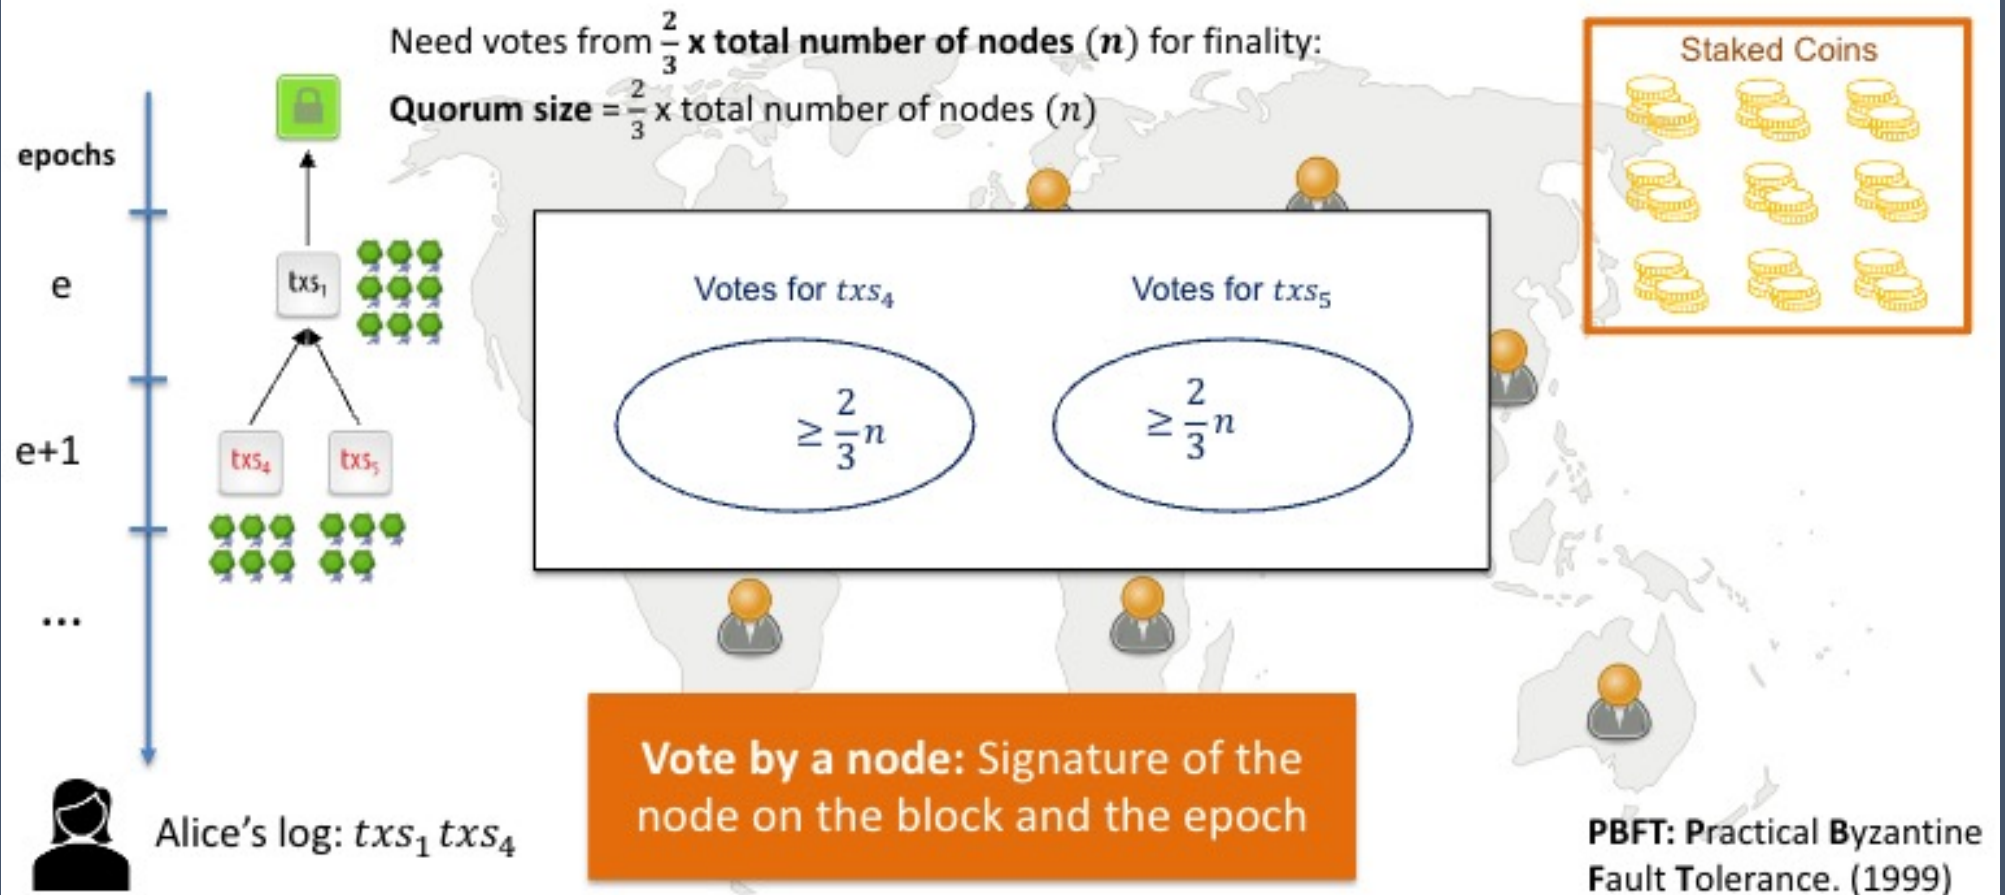 Need votes from 2/3 x total number of nodes (n) for finality:
Quorum size = 2/3 x total number of nodes (n)
Staked Coins
epochs
e
txs₁
Votes for txs₄
Votes for txs₅
≥ 2/3 n
≥ 2/3 n
e+1
txs₄
txs₅
...
Vote by a node: Signature of the
node on the block and the epoch
Alice's log: txs₁ txs₄
PBFT: Practical Byzantine
Fault Tolerance. (1999)